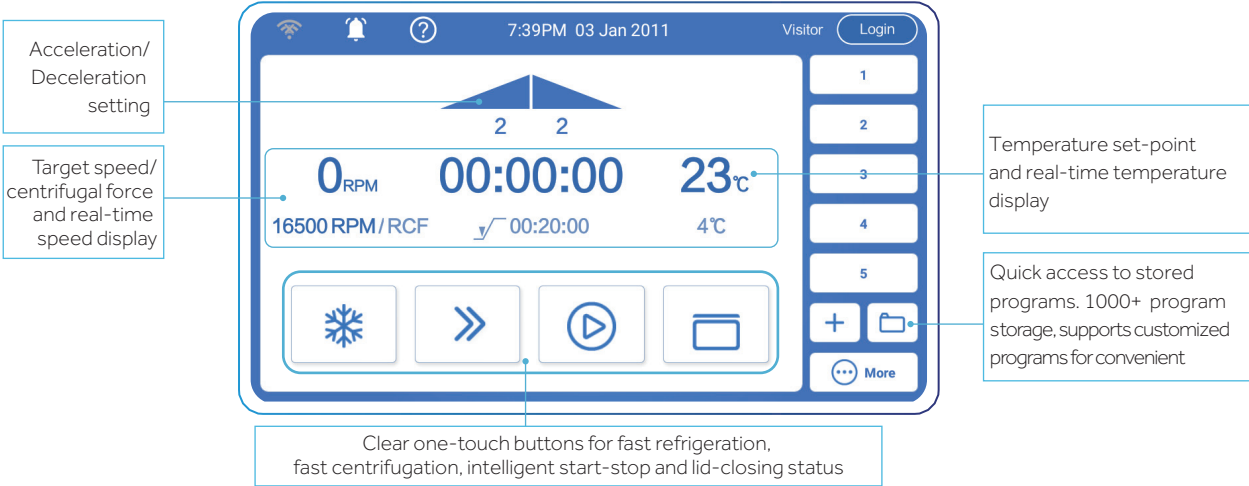 7:39PM 03 Jan 2011
Visitor
Login
Acceleration/
Deceleration
setting
2 2
Target speed/
centrifugal force
and real-time
speed display
0 RPM
00:00:00
23℃
16500 RPM/RCF
00:20:00
4℃
1
2
3
4
5
More
Temperature set-point
and real-time temperature
display
Quick access to stored
programs. 1000+ program
storage, supports customized
programs for convenient
Clear one-touch buttons for fast refrigeration,
fast centrifugation, intelligent start-stop and lid-closing status